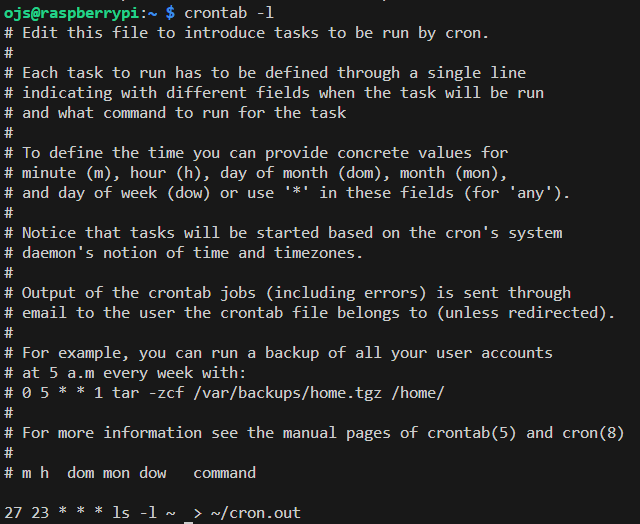 ojs@raspberrypi:~ $ crontab -l
# Edit this file to introduce tasks to be run by cron.
#
# Each task to run has to be defined through a single line
# indicating with different fields when the task will be run
# and what command to run for the task
#
# To define the time you can provide concrete values for
# minute (m), hour (h), day of month (dom), month (mon),
# and day of week (dow) or use '*' in these fields (for 'any').
#
# Notice that tasks will be started based on the cron's system
# daemon's notion of time and timezones.
#
# Output of the crontab jobs (including errors) is sent through
# email to the user the crontab file belongs to (unless redirected).
#
# For example, you can run a backup of all your user accounts
# at 5 a.m every week with:
# 0 5 * * 1 tar -zcf /var/backups/home.tgz /home/
#
# For more information see the manual pages of crontab(5) and cron(8)
#
# m h  dom mon dow   command

27 23 * * * ls -l ~  > ~/cron.out